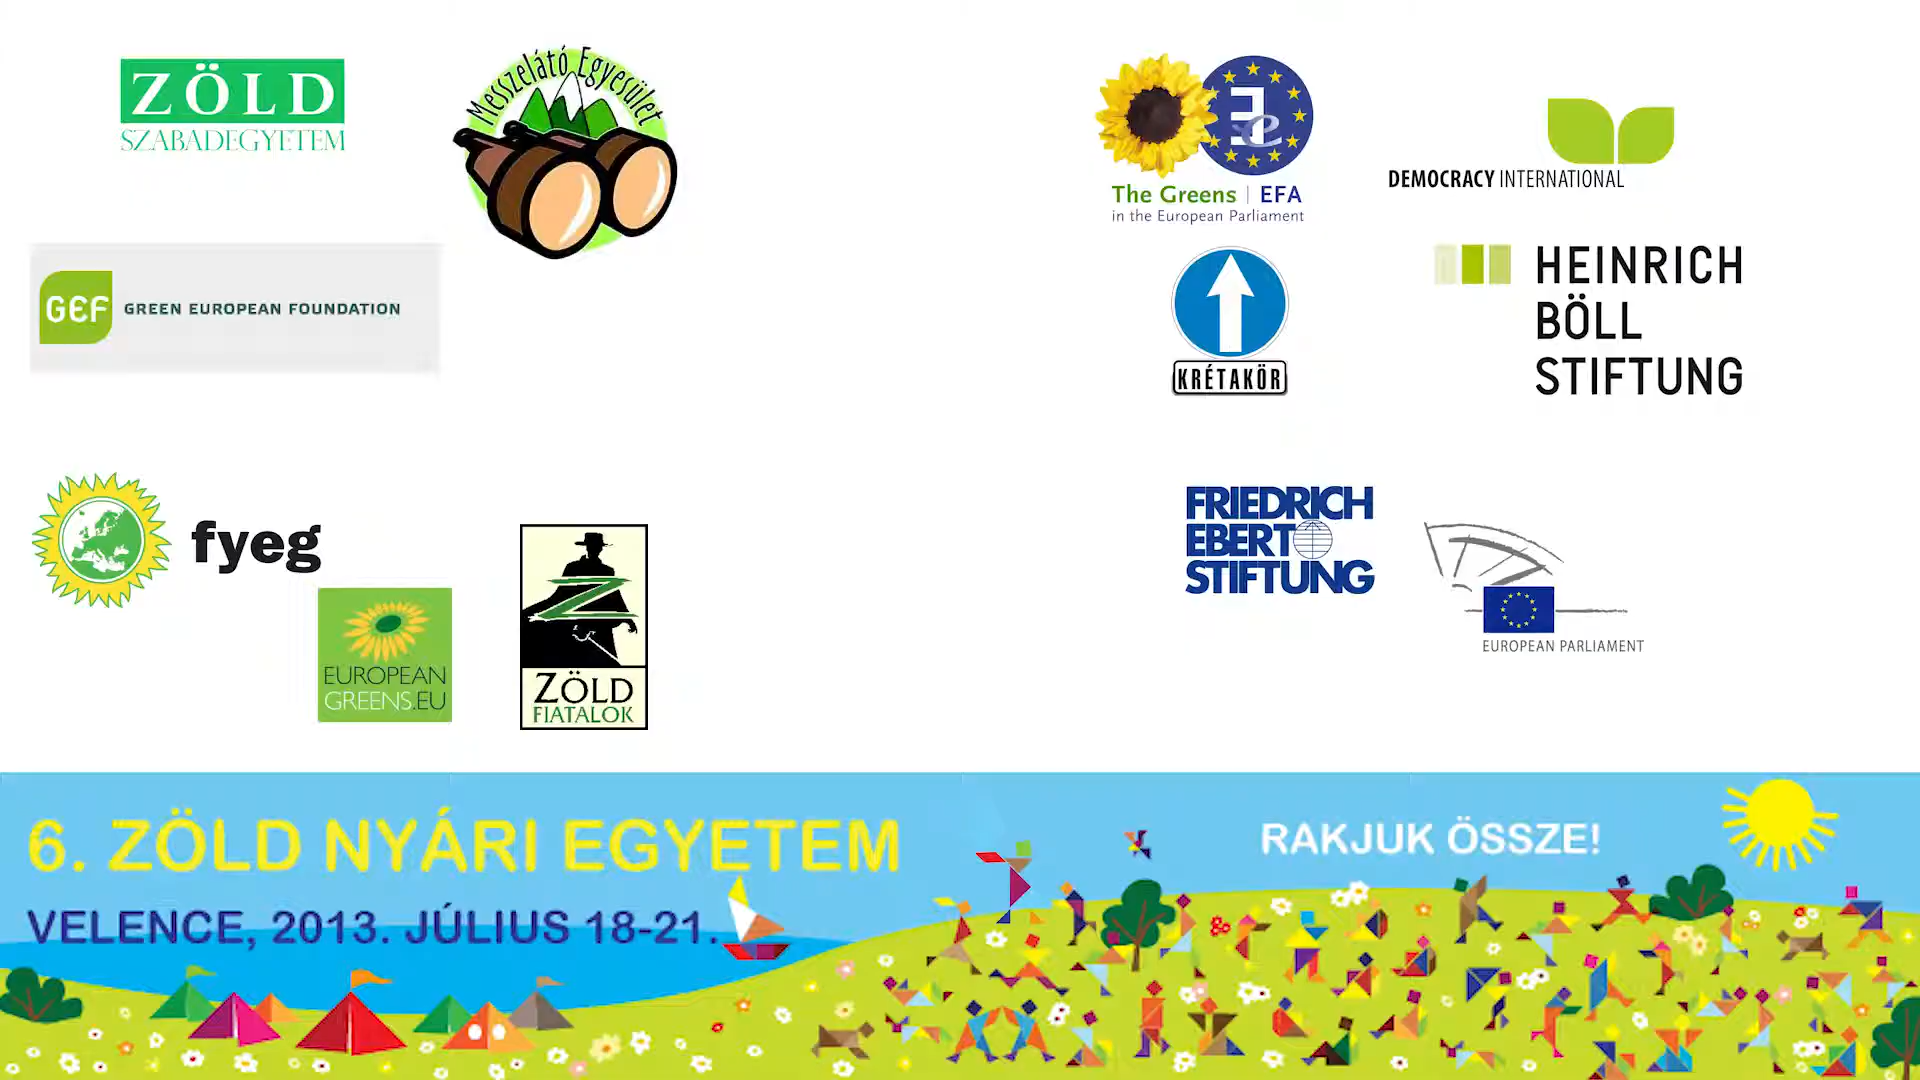 ZÖLD
SZABADEGYETEM
Messzelátó Egyesület
The Greens | EFA
in the European Parliament
DEMOCRACY INTERNATIONAL
GEF GREEN EUROPEAN FOUNDATION
KRÉTAKÖR
HEINRICH
BÖLL
STIFTUNG
fyeg
EUROPEAN
GREENS.EU
Z
ZÖLD
FIATALOK
FRIEDRICH
EBERT
STIFTUNG
EUROPEAN PARLIAMENT
6. ZÖLD NYÁRI EGYETEM
VELENCE, 2013. JÚLIUS 18-21.
RAKJUK ÖSSZE!